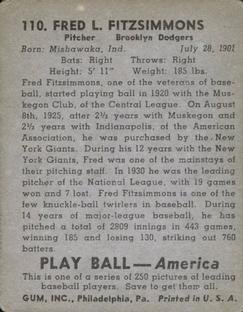 110. FRED L. FITZSIMMONS
Pitcher Brooklyn Dodgers
Born: Mishawaka, Ind. July 28, 1901
Bats: Right Throws: Right
Height: 5' 11" Weight: 185 lbs.
Fred Fitzsimmons, one of the veterans of base-
ball, started playing ball in 1920 with the Mus-
kegon Club, of the Central League. On August
8th, 1925, after 2½ years with Muskegon and
2½ years with Indianapolis, of the American
Association, he was purchased by the New
York Giants. During his 12 years with the New
York Giants, Fred was one of the mainstays of
their pitching staff. In 1930 he was the leading
pitcher of the National League, with 19 games
won and 7 lost. Fred Fitzsimmons is one of the
few knuckle-ball twirlers in baseball. During
14 years of major-league baseball, he has
pitched a total of 2809 innings in 443 games,
winning 185 and losing 130, striking out 760
batters.
PLAY BALL—America
This is one of a series of 250 pictures of leading
baseball players. Save to get them all.
GUM, INC., Philadelphia, Pa. Printed in U. S. A.